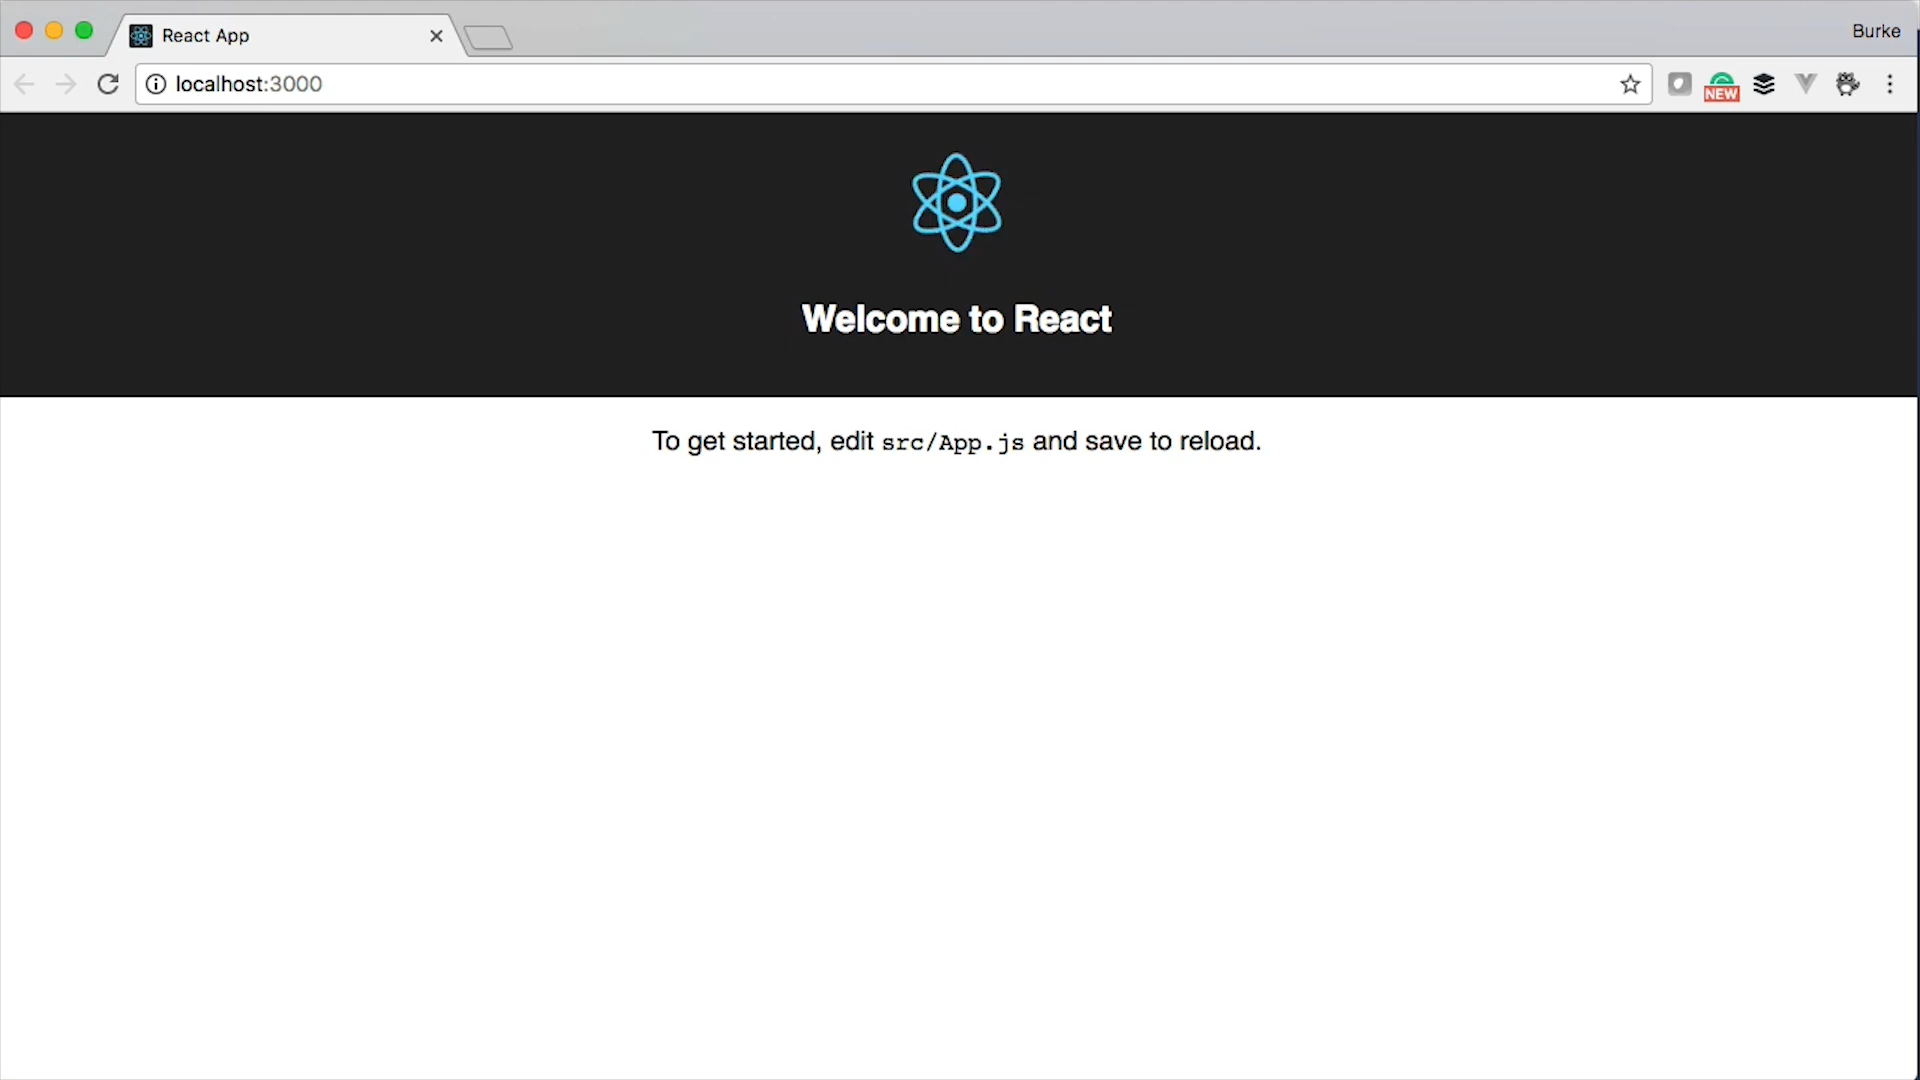 React App
Burke
localhost:3000
NEW
Welcome to React
To get started, edit src/App.js and save to reload.